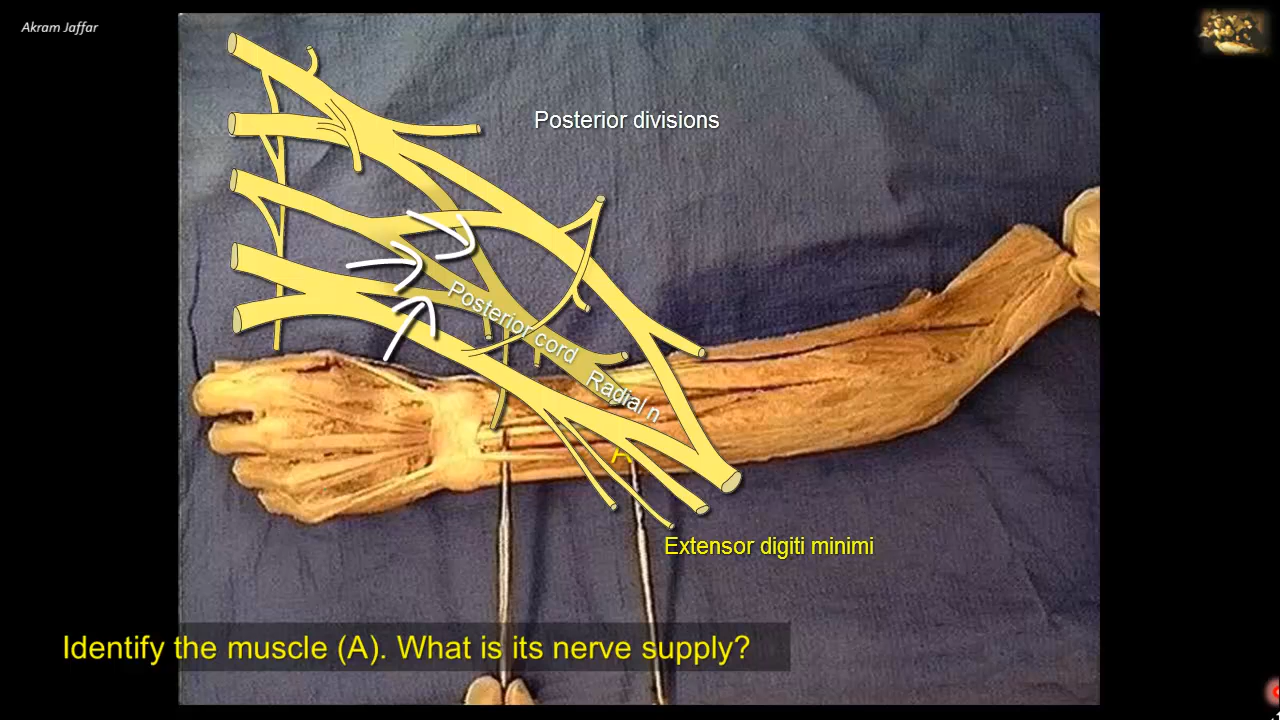 Akram Jaffar
Posterior divisions
Posterior cord
Radial n
A
Extensor digiti minimi
Identify the muscle (A). What is its nerve supply?